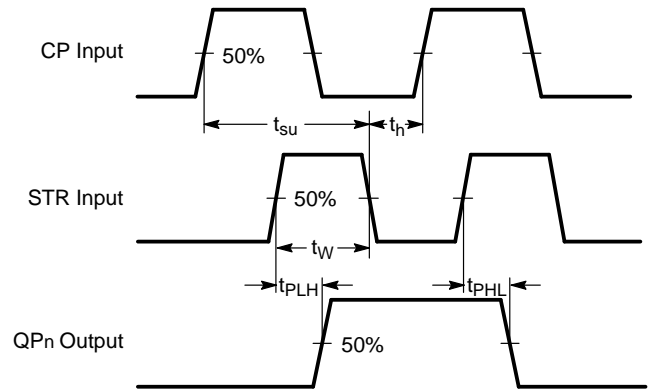 CP Input
50%
tsu
th
STR Input
50%
tW
tPLH
tPHL
QPn Output
50%